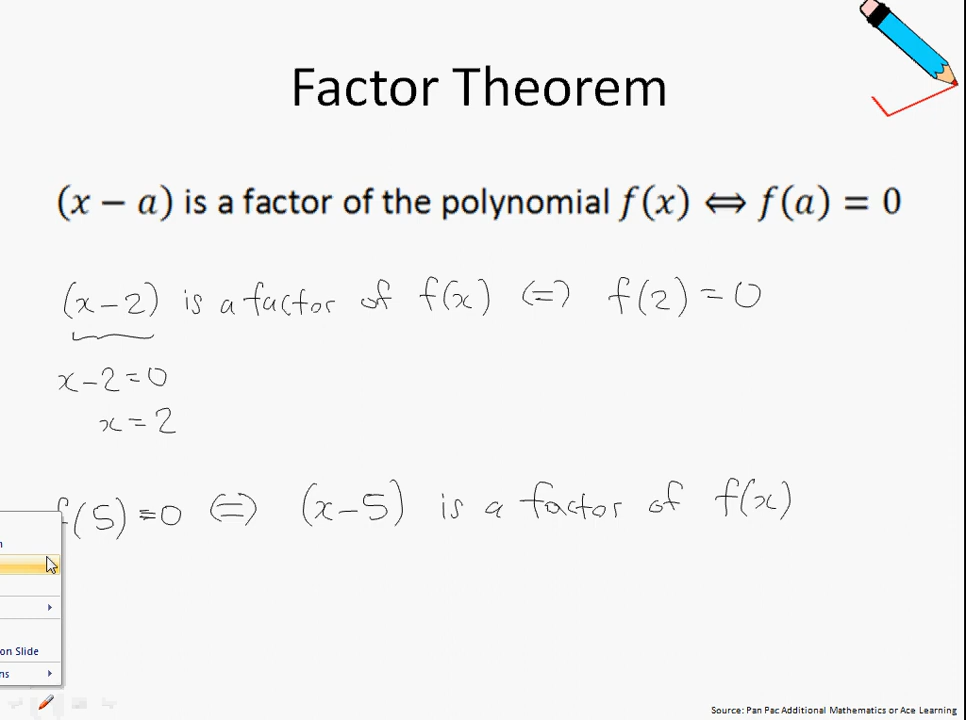 Factor Theorem
(x − a) is a factor of the polynomial f(x) ⟺ f(a) = 0
(x-2) is a factor of f(x) (=) f(2) = 0
x-2=0
x = 2
f(5)=0 (=) (x-5) is a factor of f(x)
on Slide
Source: Pan Pac Additional Mathematics or Ace Learning